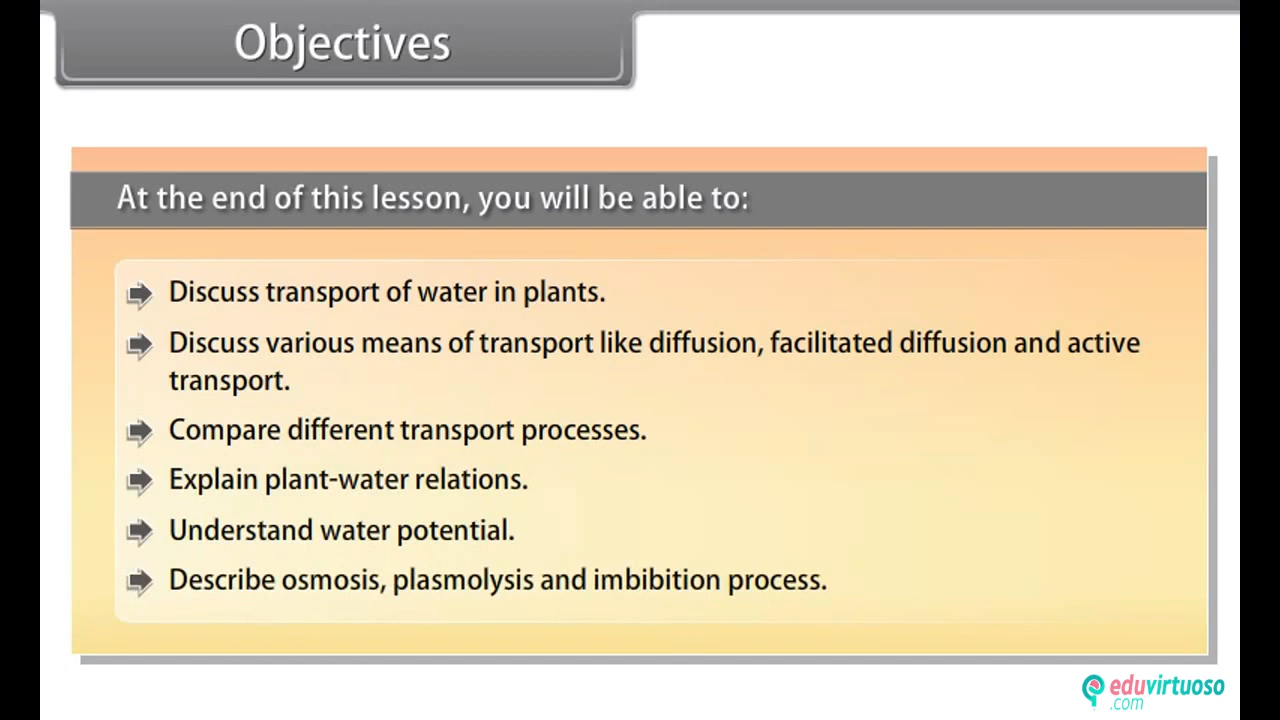 Objectives
At the end of this lesson, you will be able to:
Discuss transport of water in plants.
Discuss various means of transport like diffusion, facilitated diffusion and active
transport.
Compare different transport processes.
Explain plant-water relations.
Understand water potential.
Describe osmosis, plasmolysis and imbibition process.
eduvirtuoso
.com